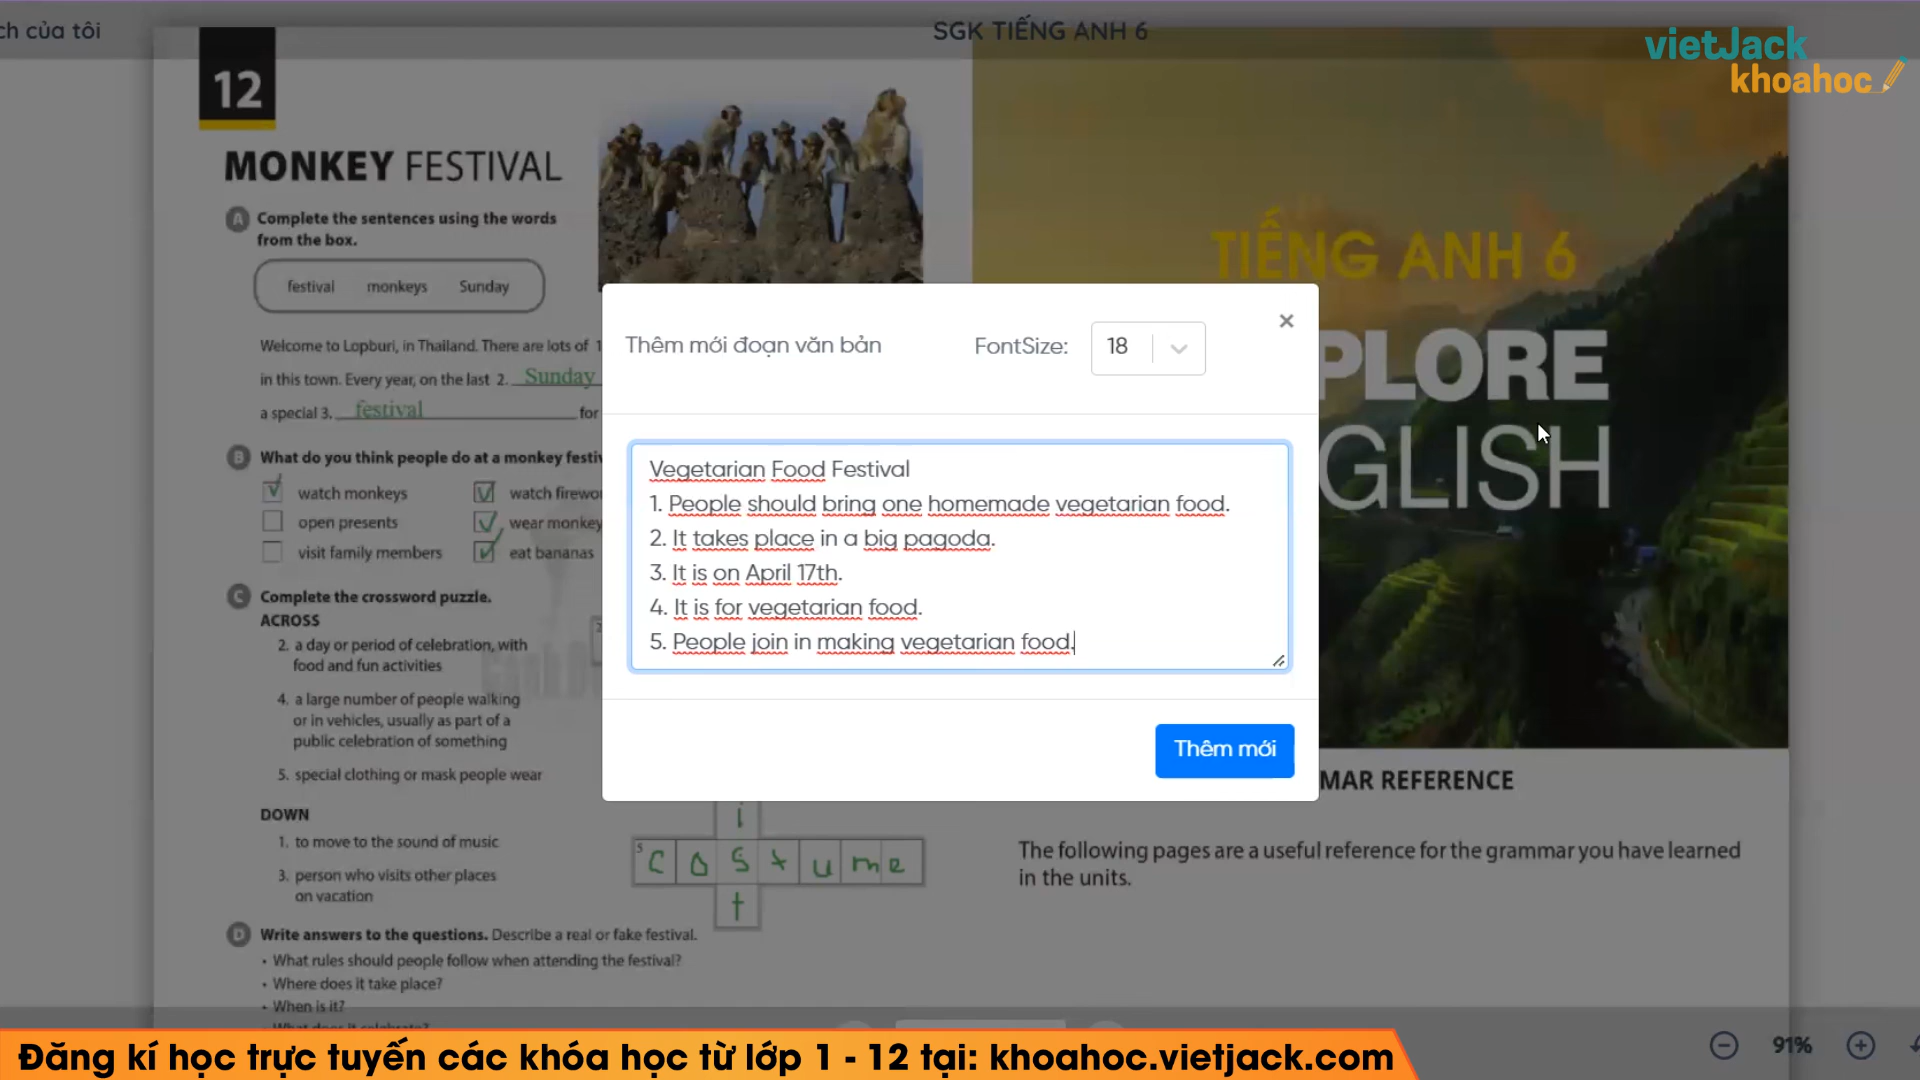 ch của tôi
SGK TIẾNG ANH 6
vietJack
khoahoc
12
MONKEY FESTIVAL
A Complete the sentences using the words
from the box.
festival monkeys Sunday
Welcome to Lopburi, in Thailand. There are lots of 1
in this town. Every year, on the last 2. Sunday
a special 3. festival for
B What do you think people do at a monkey festiv
watch monkeys watch firewo
open presents wear monkey
visit family members eat bananas
C Complete the crossword puzzle.
ACROSS
2. a day or period of celebration, with
food and fun activities
4. a large number of people walking
or in vehicles, usually as part of a
public celebration of something
5. special clothing or mask people wear
DOWN
1. to move to the sound of music
3. person who visits other places
on vacation
i
5 c o s t u m e
t
D Write answers to the questions. Describe a real or fake festival.
• What rules should people follow when attending the festival?
• Where does it take place?
• When is it?
• What does it celebrate?
TIẾNG ANH 6
PLORE
GLISH
MAR REFERENCE
The following pages are a useful reference for the grammar you have learned
in the units.
Thêm mới đoạn văn bản FontSize: 18 ×
Vegetarian Food Festival
1. People should bring one homemade vegetarian food.
2. It takes place in a big pagoda.
3. It is on April 17th.
4. It is for vegetarian food.
5. People join in making vegetarian food.
Thêm mới
91%
Đăng kí học trực tuyến các khóa học từ lớp 1 - 12 tại: khoahoc.vietjack.com